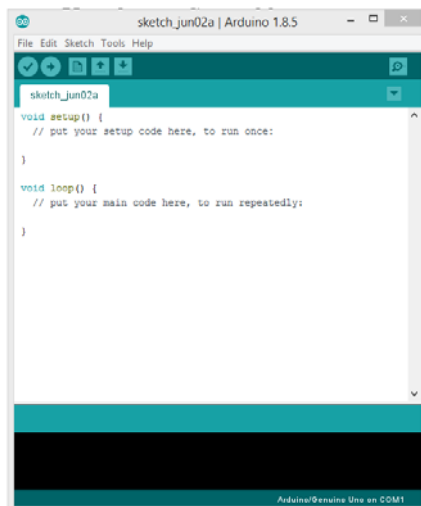 sketch_jun02a | Arduino 1.8.5
File Edit Sketch Tools Help
sketch_jun02a
void setup() {
// put your setup code here, to run once:
}
void loop() {
// put your main code here, to run repeatedly:
}
Arduino/Genuino Uno on COM1